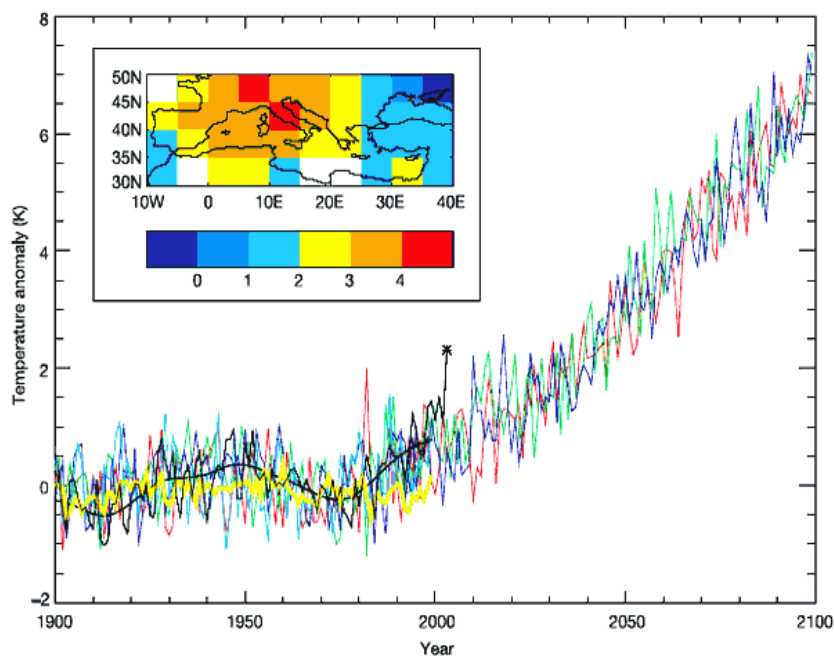 8
6
4
2
0
−2
Temperature anomaly (K)
50N
45N
40N
35N
30N
10W 0 10E 20E 30E 40E
0 1 2 3 4
*
1900 1950 2000 2050 2100
Year